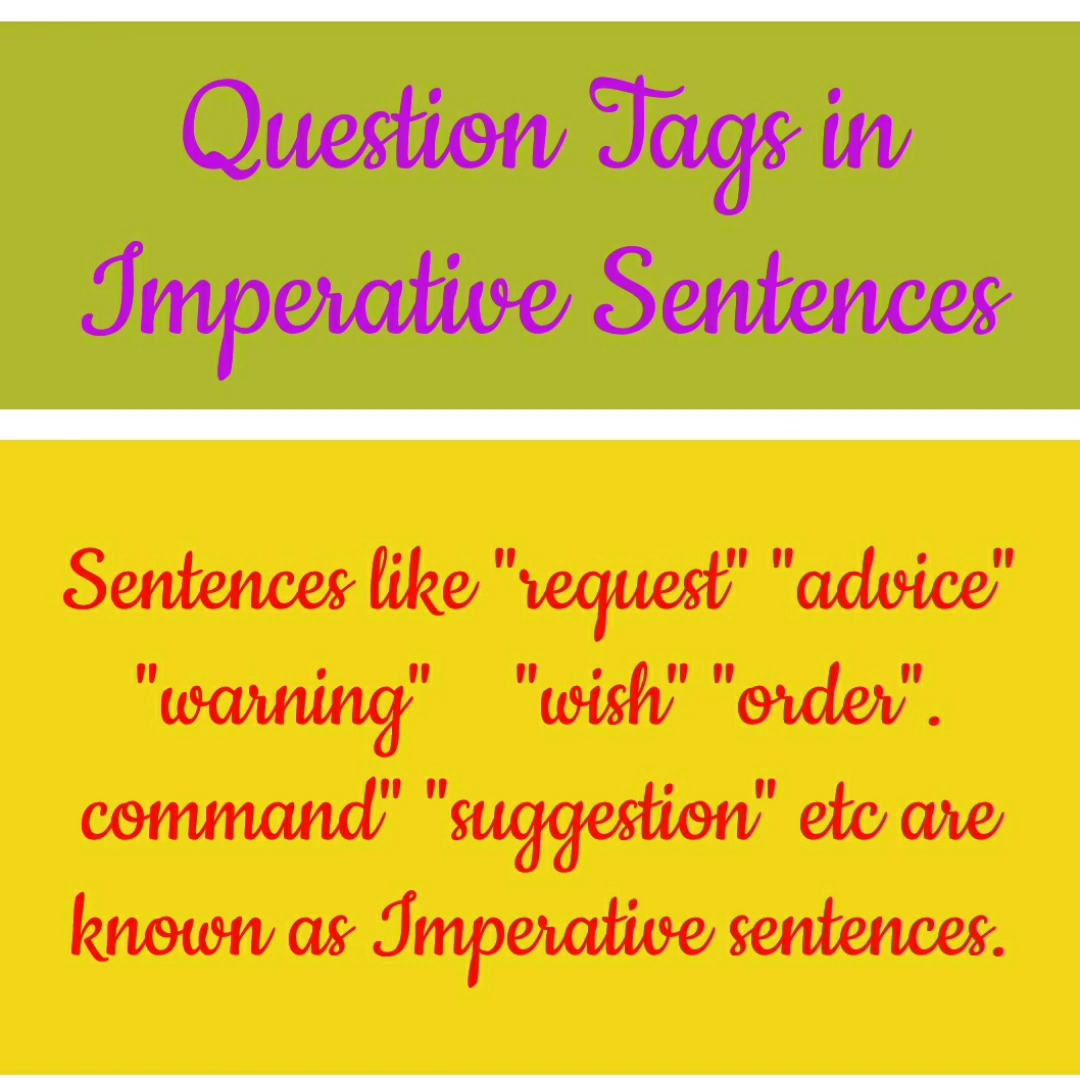 Question Tags in
Imperative Sentences
Sentences like "request" "advice"
"warning" "wish" "order".
command" "suggestion" etc are
known as Imperative sentences.